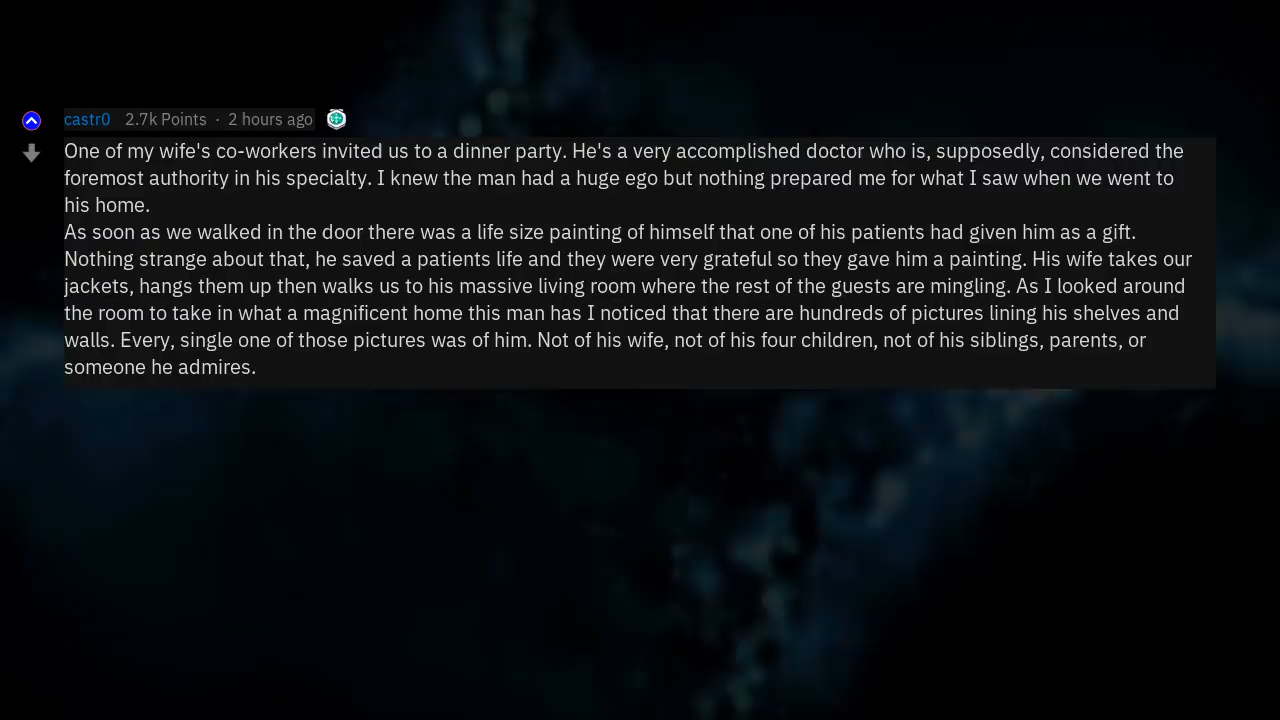 castr0 2.7k Points · 2 hours ago
One of my wife's co-workers invited us to a dinner party. He's a very accomplished doctor who is, supposedly, considered the
foremost authority in his specialty. I knew the man had a huge ego but nothing prepared me for what I saw when we went to
his home.
As soon as we walked in the door there was a life size painting of himself that one of his patients had given him as a gift.
Nothing strange about that, he saved a patients life and they were very grateful so they gave him a painting. His wife takes our
jackets, hangs them up then walks us to his massive living room where the rest of the guests are mingling. As I looked around
the room to take in what a magnificent home this man has I noticed that there are hundreds of pictures lining his shelves and
walls. Every, single one of those pictures was of him. Not of his wife, not of his four children, not of his siblings, parents, or
someone he admires.